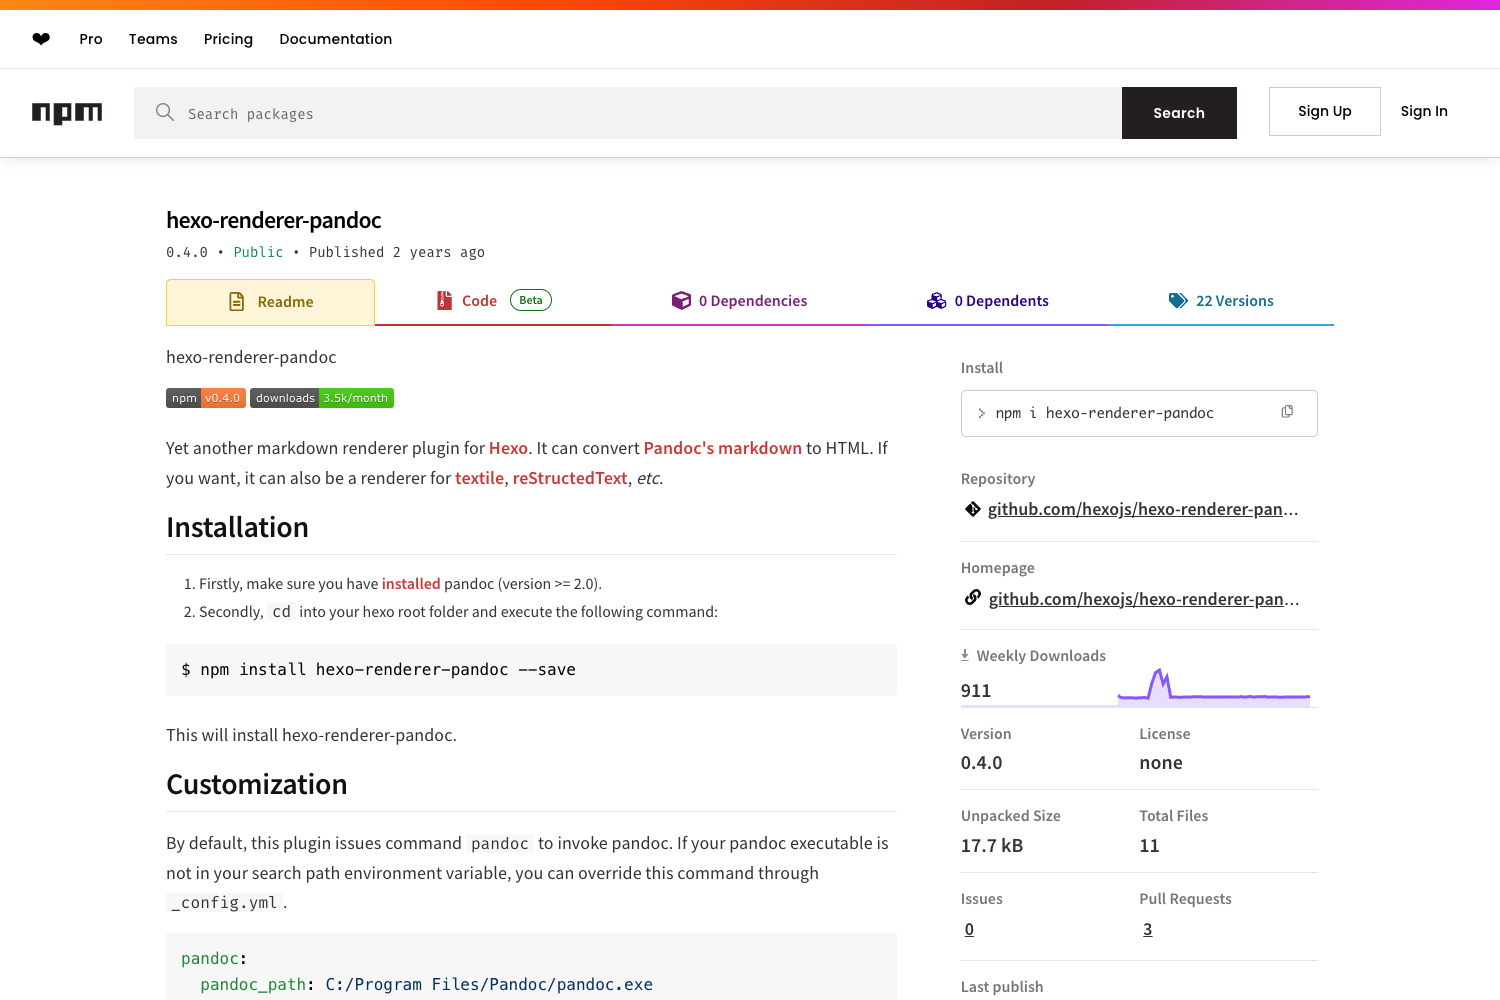 ❤ Pro Teams Pricing Documentation
npm
Search packages
Search
Sign Up
Sign In
hexo-renderer-pandoc
0.4.0 • Public • Published 2 years ago
Readme
Code Beta
0 Dependencies
0 Dependents
22 Versions
hexo-renderer-pandoc
npm v0.4.0 downloads 3.5k/month
Yet another markdown renderer plugin for Hexo. It can convert Pandoc's markdown to HTML. If
you want, it can also be a renderer for textile, reStructedText, etc.
Installation
1. Firstly, make sure you have installed pandoc (version >= 2.0).
2. Secondly, cd into your hexo root folder and execute the following command:
$ npm install hexo-renderer-pandoc --save
This will install hexo-renderer-pandoc.
Customization
By default, this plugin issues command pandoc to invoke pandoc. If your pandoc executable is
not in your search path environment variable, you can override this command through
_config.yml.
pandoc:
  pandoc_path: C:/Program Files/Pandoc/pandoc.exe
Install
> npm i hexo-renderer-pandoc
Repository
github.com/hexojs/hexo-renderer-pan…
Homepage
github.com/hexojs/hexo-renderer-pan…
Weekly Downloads
911
Version
0.4.0
License
none
Unpacked Size
17.7 kB
Total Files
11
Issues
0
Pull Requests
3
Last publish